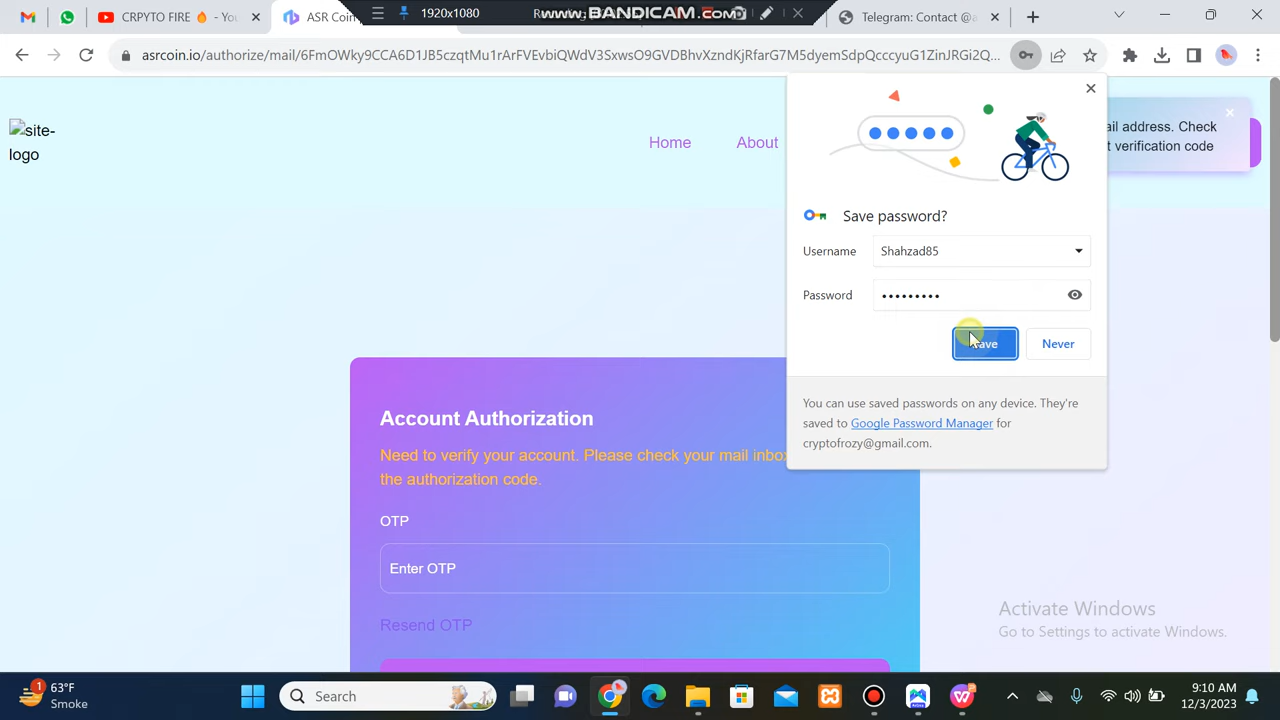 CRYPTO TO FIRE
You
ASR Coin
1920x1080
www.BANDICAM.com
Telegram: Contact @
asrcoin.io/authorize/mail/6FmOWky9CCA6D1JB5czqtMu1rArFVEvbiQWdV3SxwsO9GVDBhvXzndKjRfarG7M5dyemSdpQcccyuG1ZinJRGi2Q...
site-
logo
Home
About
ail address. Check
t verification code
Save password?
Username
Shahzad85
Password
•••••••••
Save
Never
You can use saved passwords on any device. They're
saved to Google Password Manager for
cryptofrozy@gmail.com.
Account Authorization
Need to verify your account. Please check your mail inbox
the authorization code.
OTP
Enter OTP
Resend OTP
Activate Windows
Go to Settings to activate Windows.
1
63°F
Smoke
Search
9:10 AM
12/3/2023